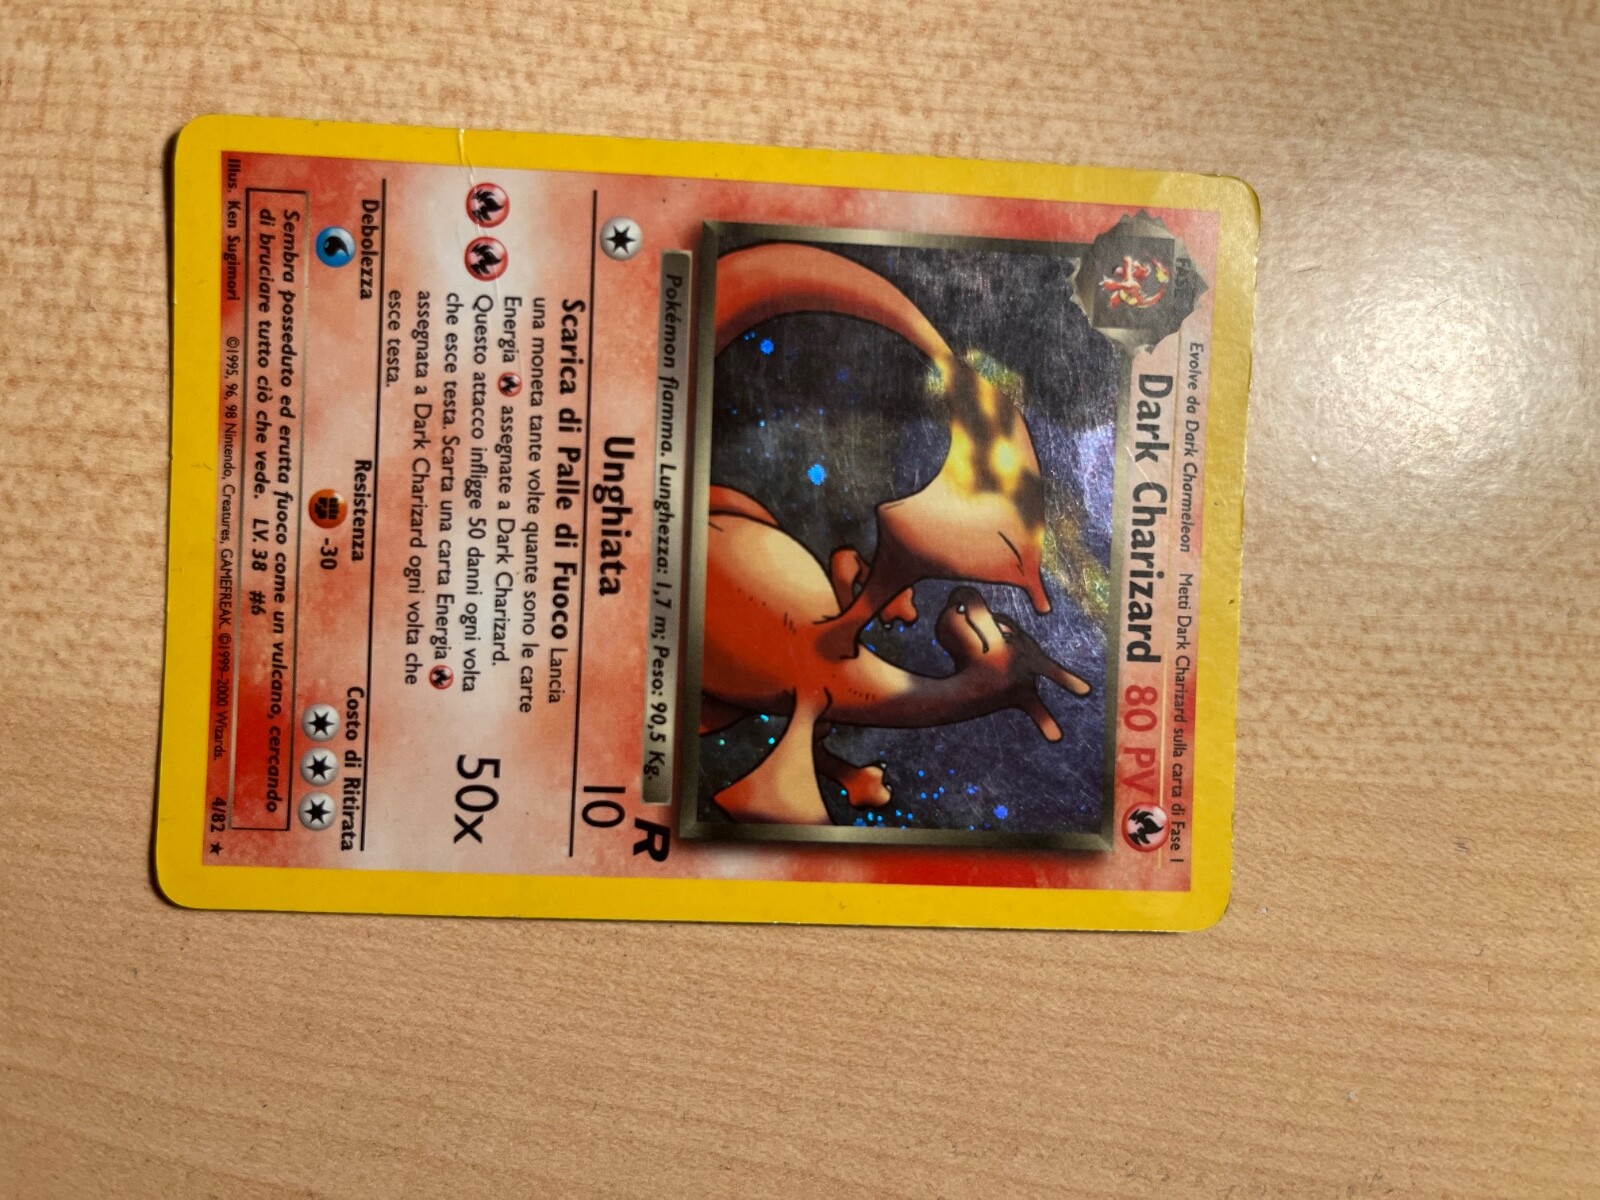 FASE 1
Evolve da Dark Charmeleon Metti Dark Charizard sulla carta di Fase 1
Dark Charizard 80 PV
Pokémon fiamma. Lunghezza: 1,7 m; Peso: 90,5 Kg.
R
Unghiata 10
Scarica di Palle di Fuoco Lancia
una moneta tante volte quante sono le carte
Energia assegnate a Dark Charizard.
Questo attacco infligge 50 danni ogni volta
che esce testa. Scarta una carta Energia
assegnata a Dark Charizard ogni volta che
esce testa.
50x
Debolezza Resistenza Costo di Ritirata
-30
Sembra posseduto ed erutta fuoco come un vulcano, cercando
di bruciare tutto ciò che vede. LV. 38 #6
Illus. Ken Sugimori ©1995, 96, 98 Nintendo, Creatures, GAMEFREAK. ©1999-2000 Wizards. 4/82 ★